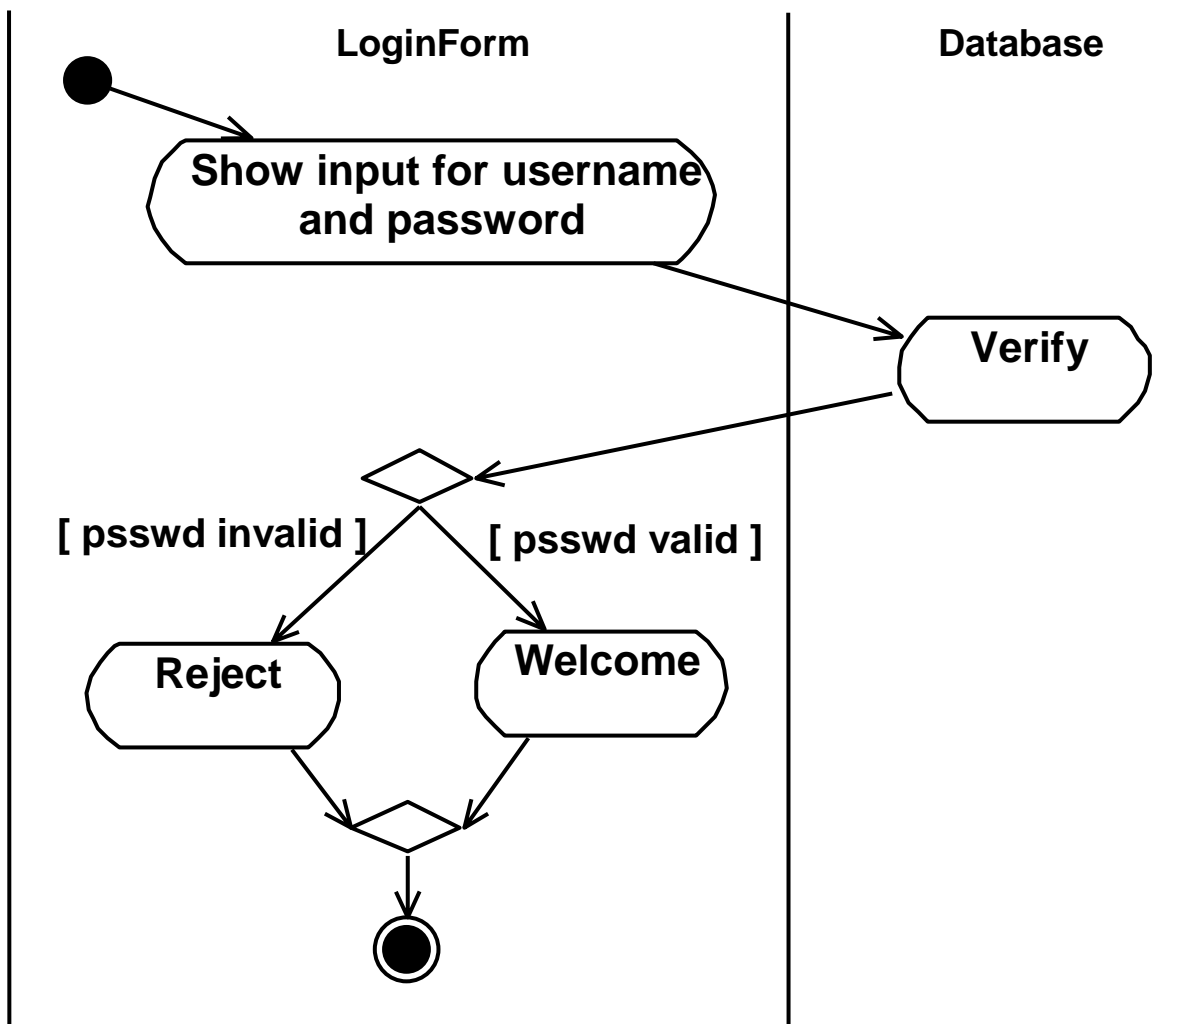 LoginForm
Database
Show input for username
and password
Verify
[ psswd invalid ]
[ psswd valid ]
Reject
Welcome